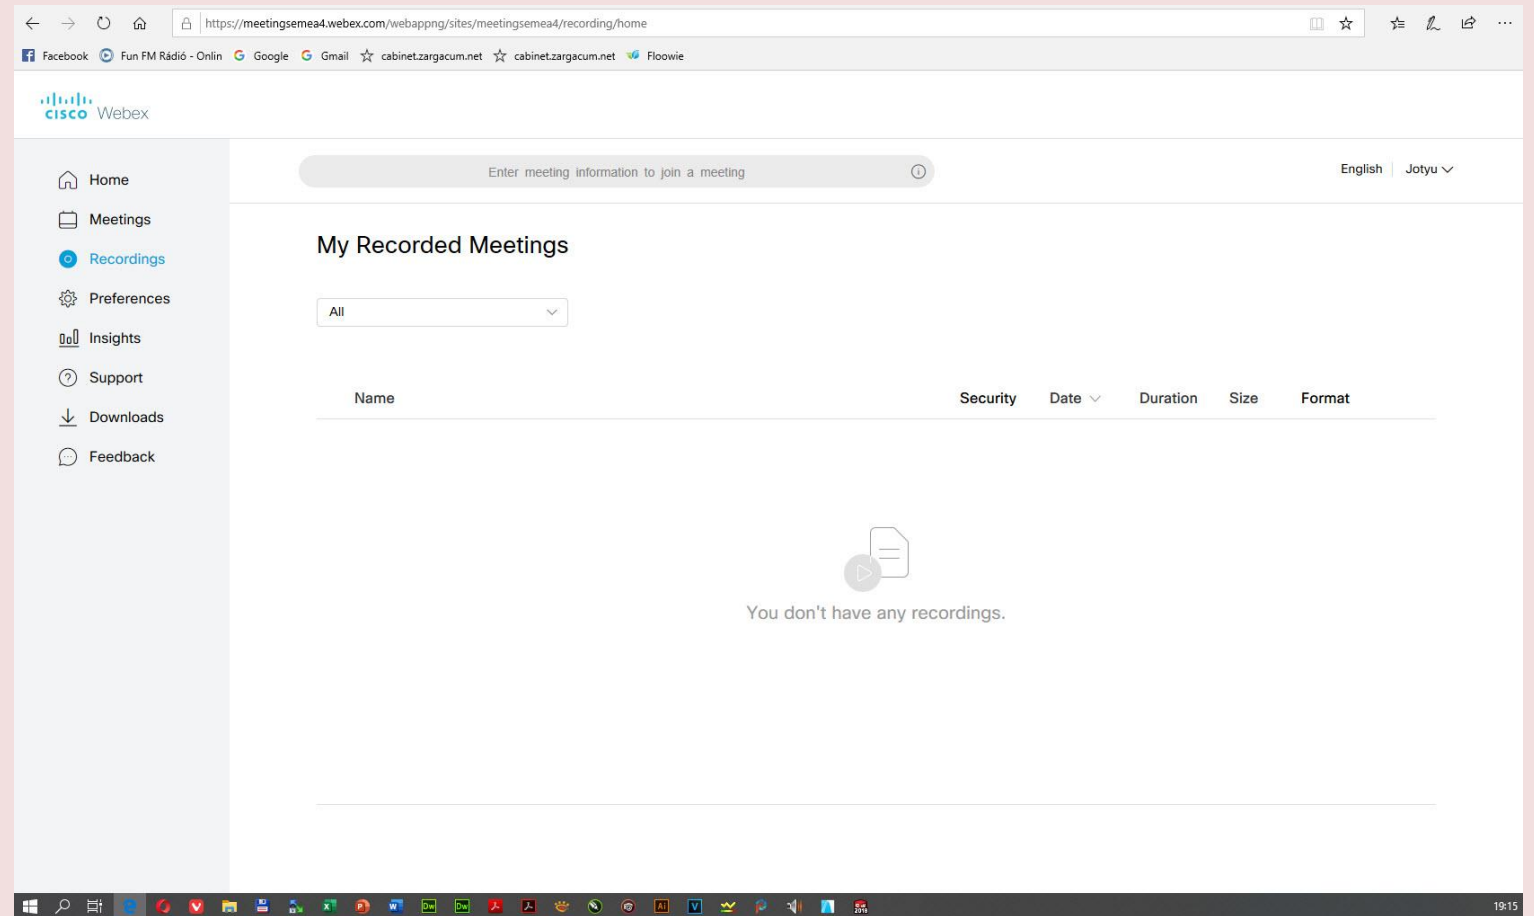 https://meetingsemea4.webex.com/webappng/sites/meetingsemea4/recording/home
Facebook Fun FM Rádió - Onlin Google Gmail cabinet.zargacum.net cabinet.zargacum.net Floowie
cisco Webex
Home
Meetings
Recordings
Preferences
Insights
Support
Downloads
Feedback
Enter meeting information to join a meeting
English Jotyu
My Recorded Meetings
All
Name Security Date Duration Size Format
You don't have any recordings.
19:15